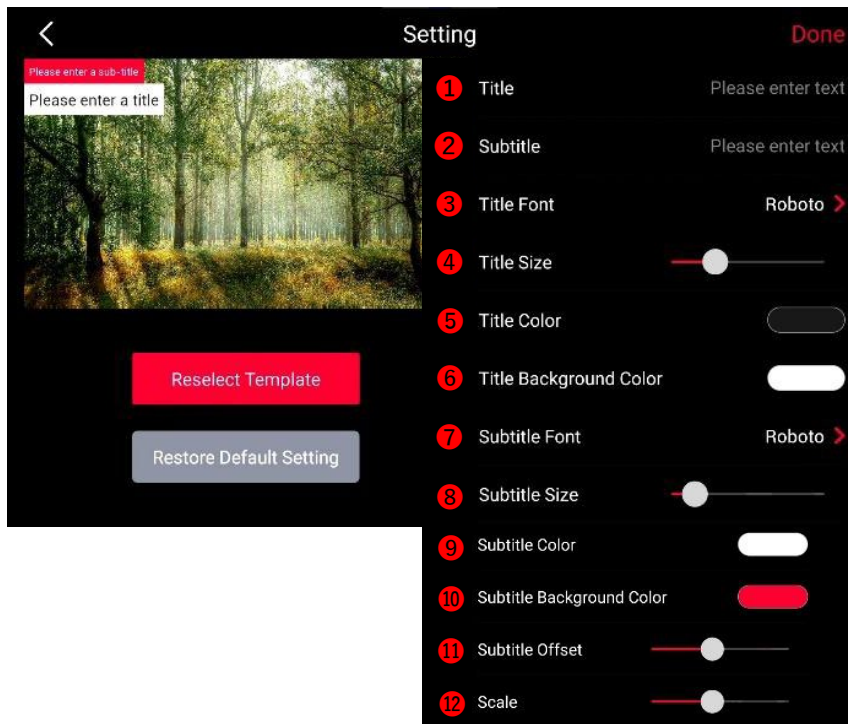 Setting
Done
Please enter a sub-title
Please enter a title
Reselect Template
Restore Default Setting
1 Title Please enter text
2 Subtitle Please enter text
3 Title Font Roboto
4 Title Size
5 Title Color
6 Title Background Color
7 Subtitle Font Roboto
8 Subtitle Size
9 Subtitle Color
10 Subtitle Background Color
11 Subtitle Offset
12 Scale